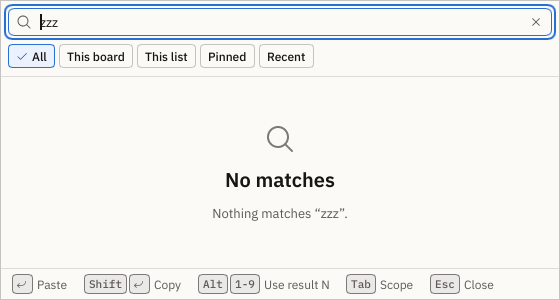 zzz
All This board This list Pinned Recent
No matches
Nothing matches “zzz”.
Paste Shift Copy Alt 1-9 Use result N Tab Scope Esc Close